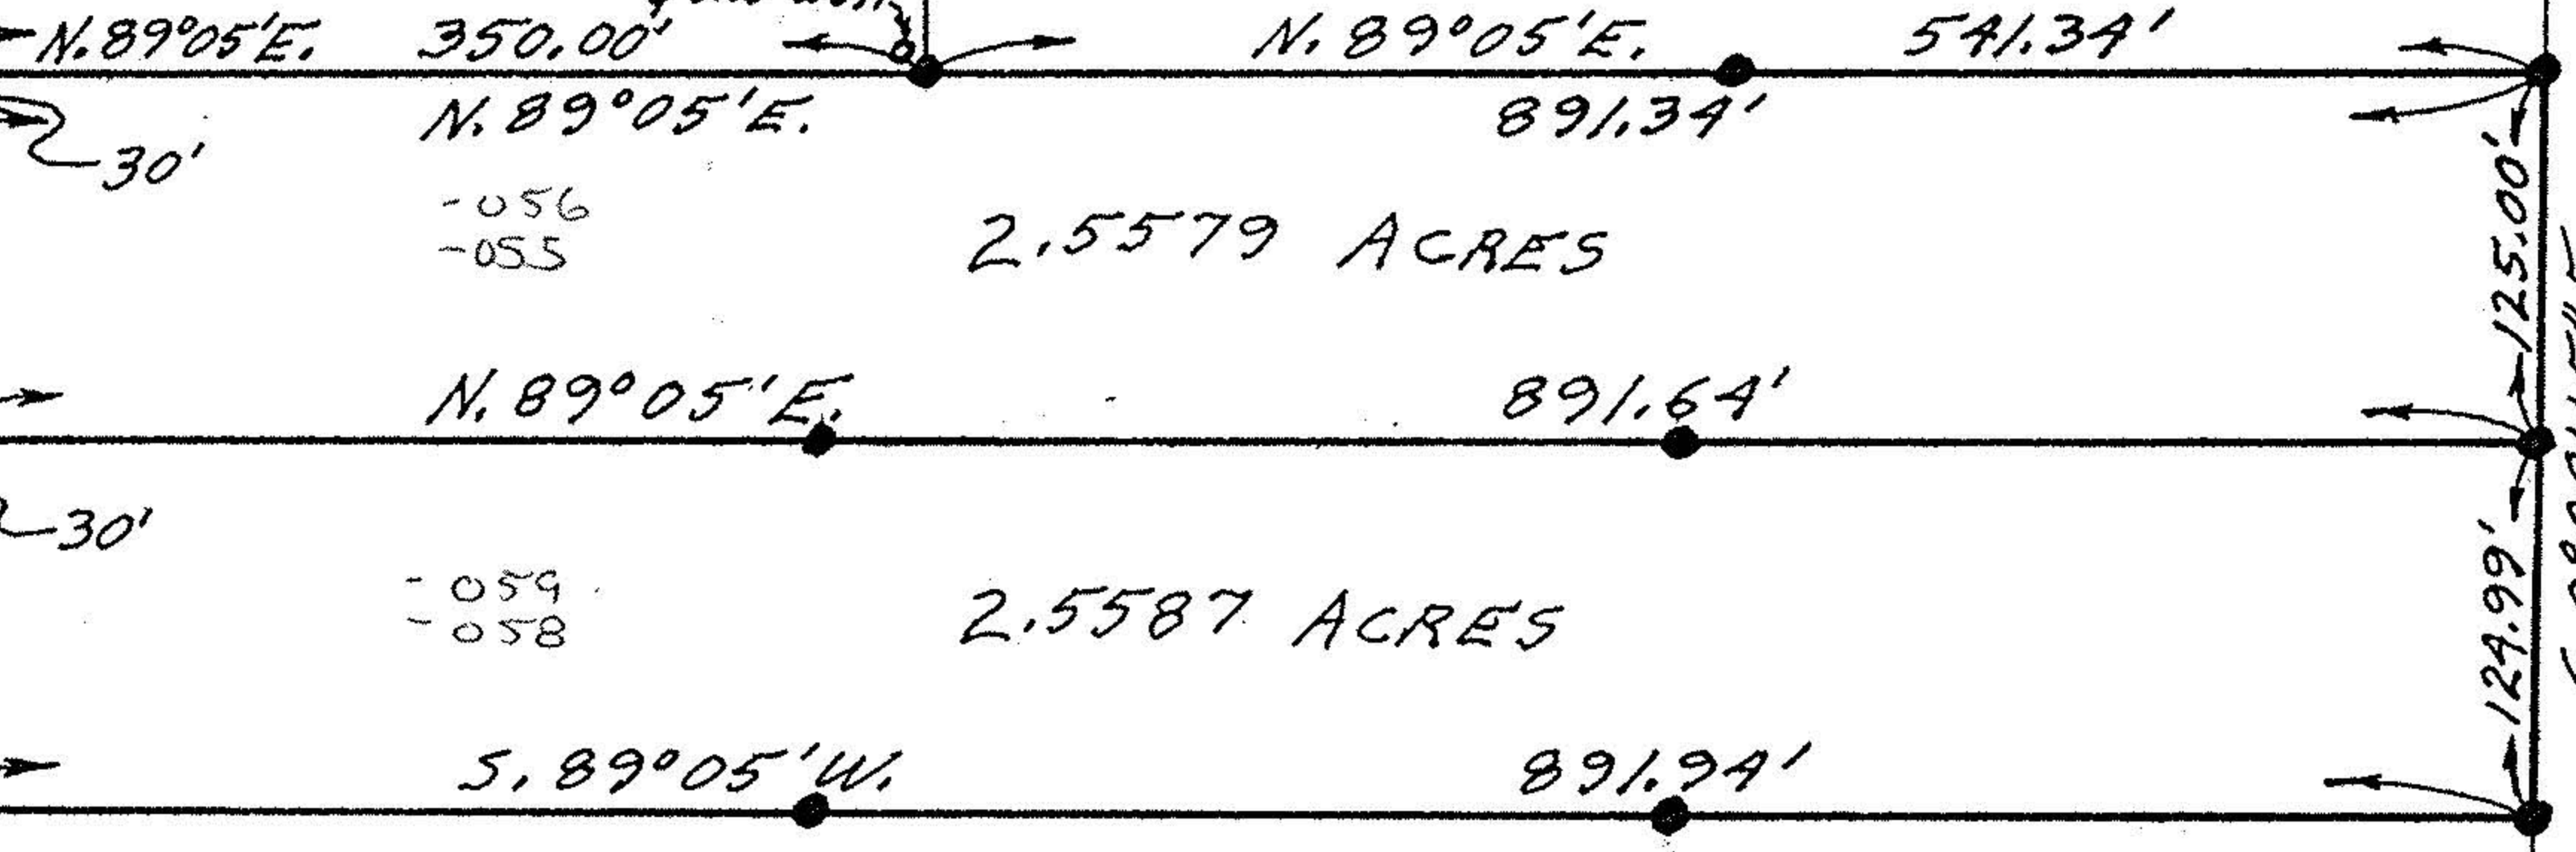 N.89°05'E. 350.00' N.89°05'E. 541.34'
N.89°05'E. 891.34'
30'
125.00'
-056
-055
2.5579 ACRES
N.89°05'E. 891.64'
30'
124.99'
-059
-058
2.5587 ACRES
S.89°05'W. 891.94'